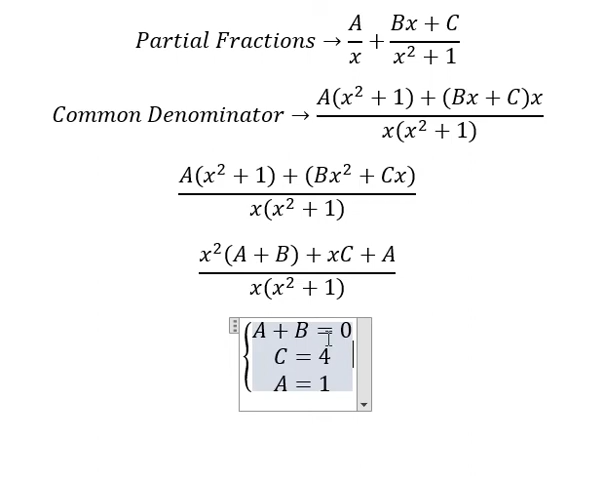 Partial Fractions → A/x + (Bx + C)/(x² + 1)
Common Denominator → (A(x² + 1) + (Bx + C)x)/(x(x² + 1))
(A(x² + 1) + (Bx² + Cx))/(x(x² + 1))
(x²(A + B) + xC + A)/(x(x² + 1))
{A + B = 0
C = 4
A = 1